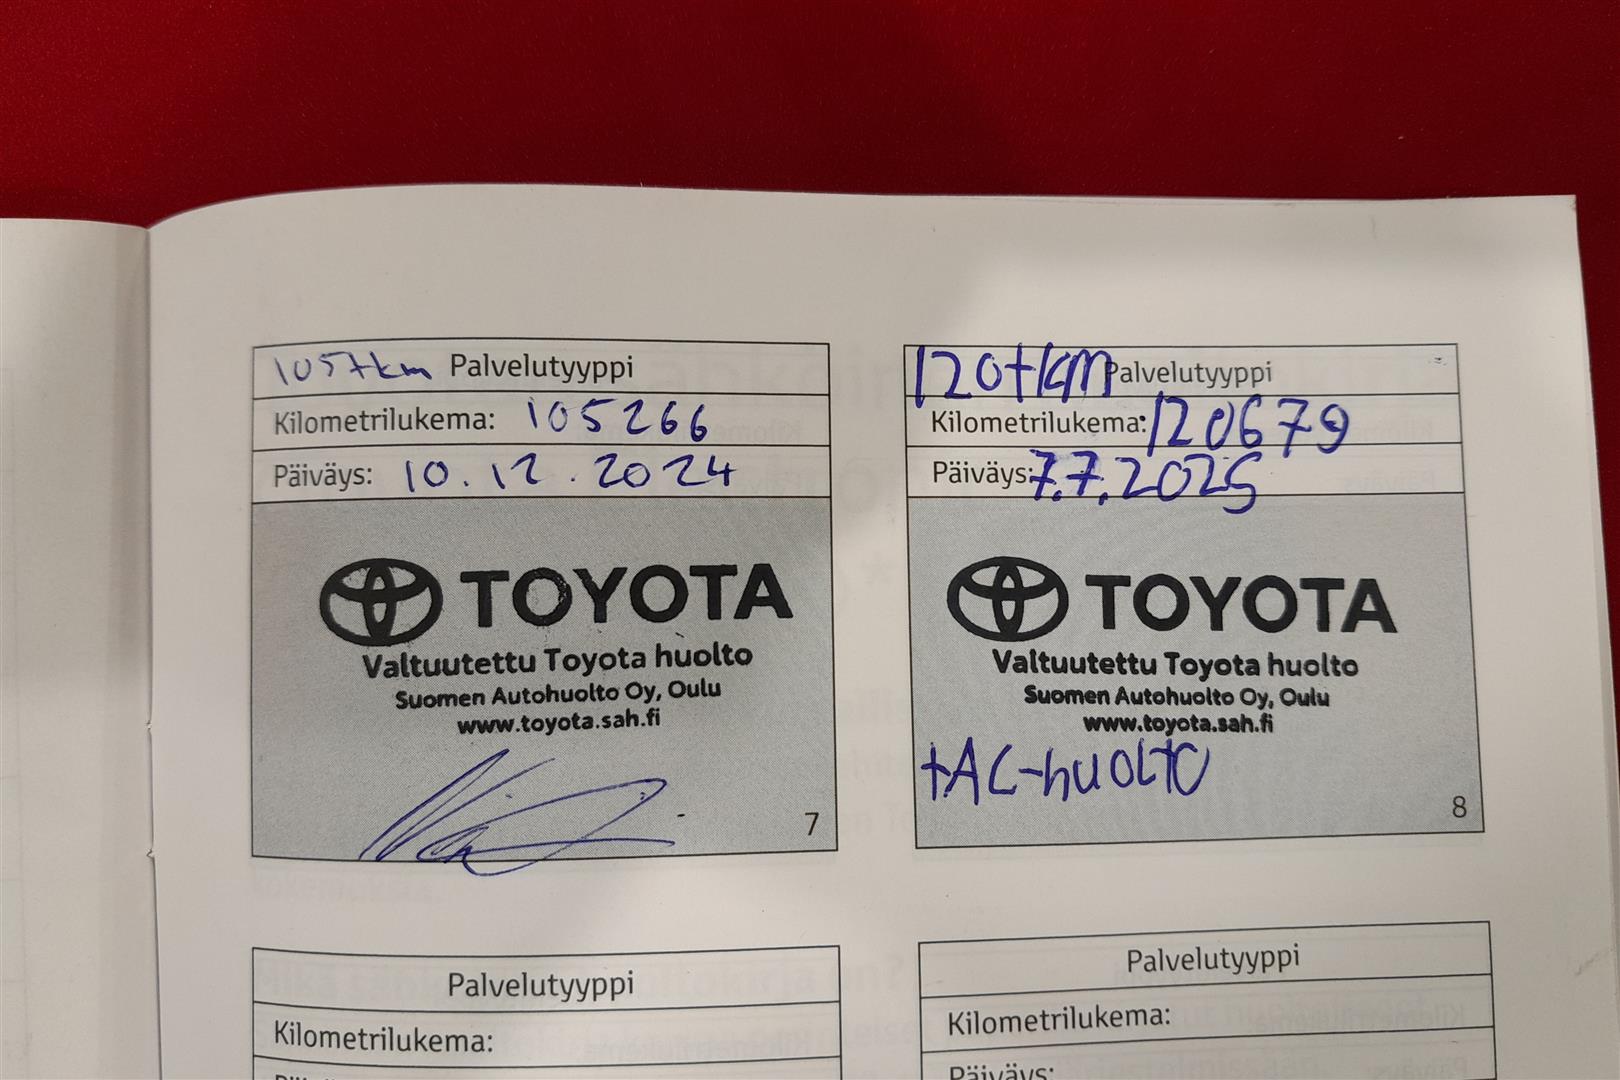 105tkm Palvelutyyppi
Kilometrilukema: 105266
Päiväys: 10.12.2024
TOYOTA
Valtuutettu Toyota huolto
Suomen Autohuolto Oy, Oulu
www.toyota.sah.fi
7
120tkm Palvelutyyppi
Kilometrilukema: 120679
Päiväys: 7.7.2025
TOYOTA
Valtuutettu Toyota huolto
Suomen Autohuolto Oy, Oulu
www.toyota.sah.fi
+AC-huolto
8
Palvelutyyppi
Kilometrilukema:
Palvelutyyppi
Kilometrilukema:
Päiväys: